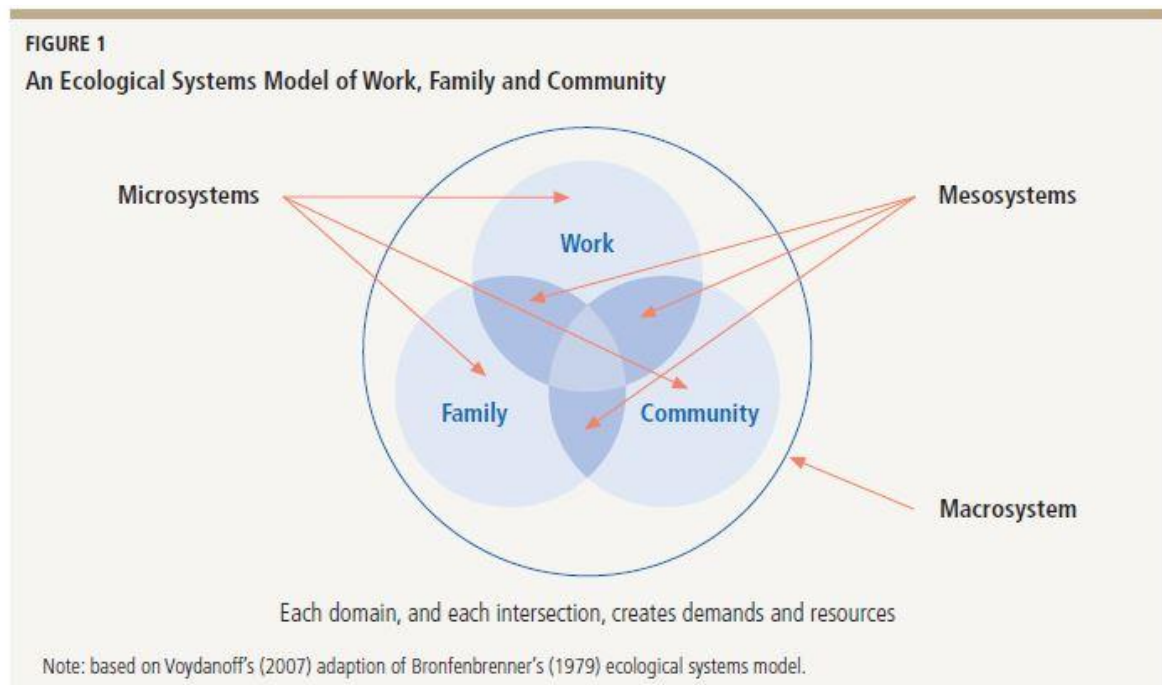 FIGURE 1
An Ecological Systems Model of Work, Family and Community
Microsystems
Mesosystems
Work
Family
Community
Macrosystem
Each domain, and each intersection, creates demands and resources
Note: based on Voydanoff’s (2007) adaption of Bronfenbrenner’s (1979) ecological systems model.